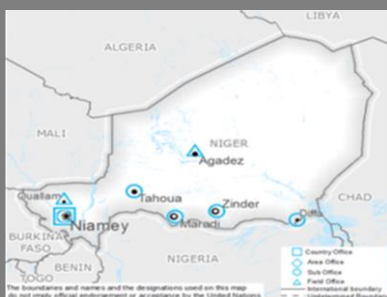 LIBYA
ALGERIA
MALI
NIGER
Agadez
CHAD
Ouallam
Tahoua
Zinder
Diffa
Maradi
Niamey
BURKINA
FASO
NIGERIA
BENIN
TOGO
Country Office
Area Office
Sub Office
Field Office
International boundary
The boundaries and names and the designations used on this map
do not imply official endorsement or acceptance by the United Nations